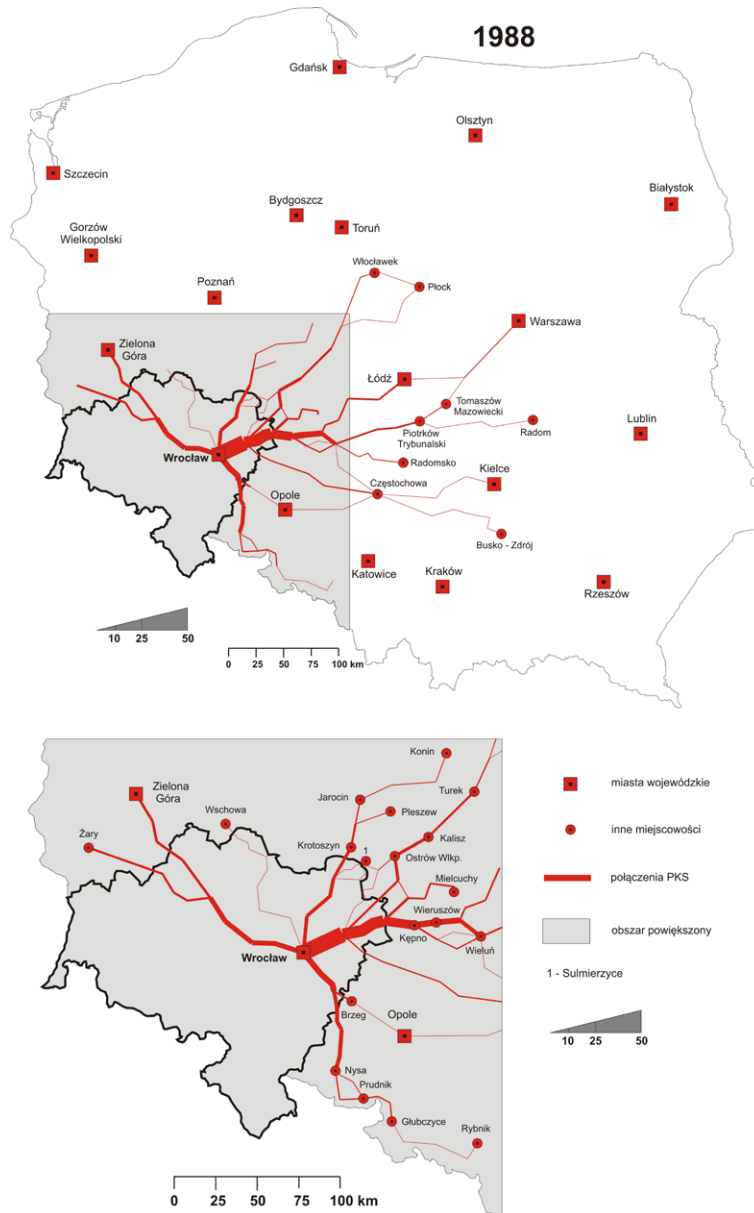 1988
Gdańsk
Olsztyn
Szczecin
Białystok
Bydgoszcz
Toruń
Gorzów
Wielkopolski
Włocławek
Poznań
Płock
Warszawa
Zielona
Góra
Łódź
Tomaszów
Mazowiecki
Lublin
Piotrków
Trybunalski
Radom
Wrocław
Radomsko
Kielce
Częstochowa
Opole
Busko - Zdrój
Katowice
Kraków
Rzeszów
10 25 50
0 25 50 75 100 km
Konin
Zielona
Góra
Turek
miasta wojewódzkie
Jarocin
Wschowa
Pleszew
Żary
Kalisz
inne miejscowości
Krotoszyn
1
Ostrów Wlkp.
Mielcuchy
połączenia PKS
Wieruszów
Kępno
obszar powiększony
Wrocław
Wieluń
1 - Sulmierzyce
Brzeg
Opole
10 25 50
Nysa
Prudnik
Głubczyce
Rybnik
0 25 50 75 100 km